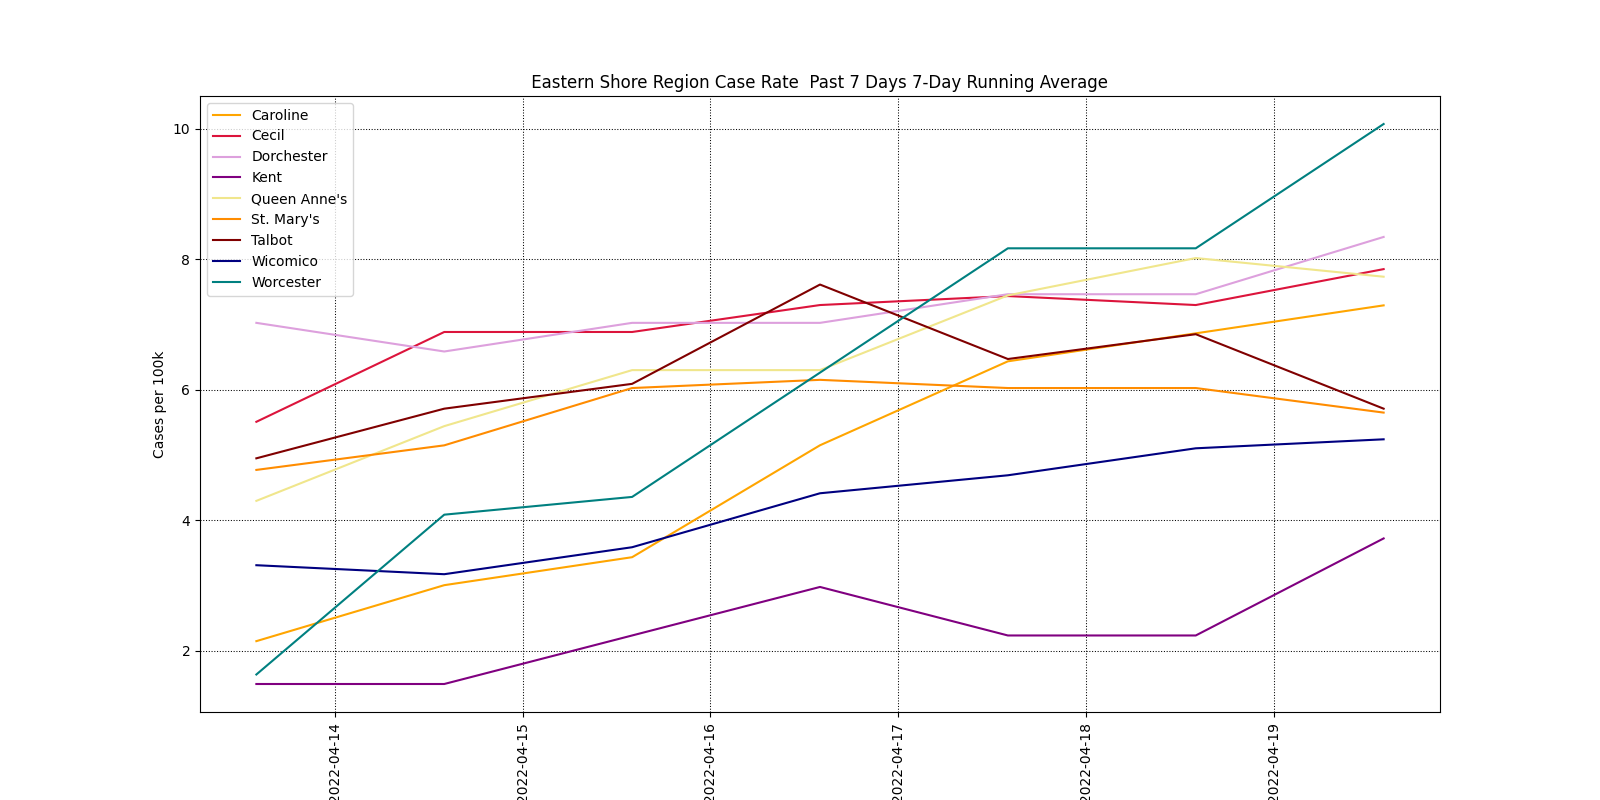 Eastern Shore Region Case Rate  Past 7 Days 7-Day Running Average
Caroline
Cecil
Dorchester
Kent
Queen Anne's
St. Mary's
Talbot
Wicomico
Worcester
10
8
6
4
2
Cases per 100k
2022-04-14
2022-04-15
2022-04-16
2022-04-17
2022-04-18
2022-04-19